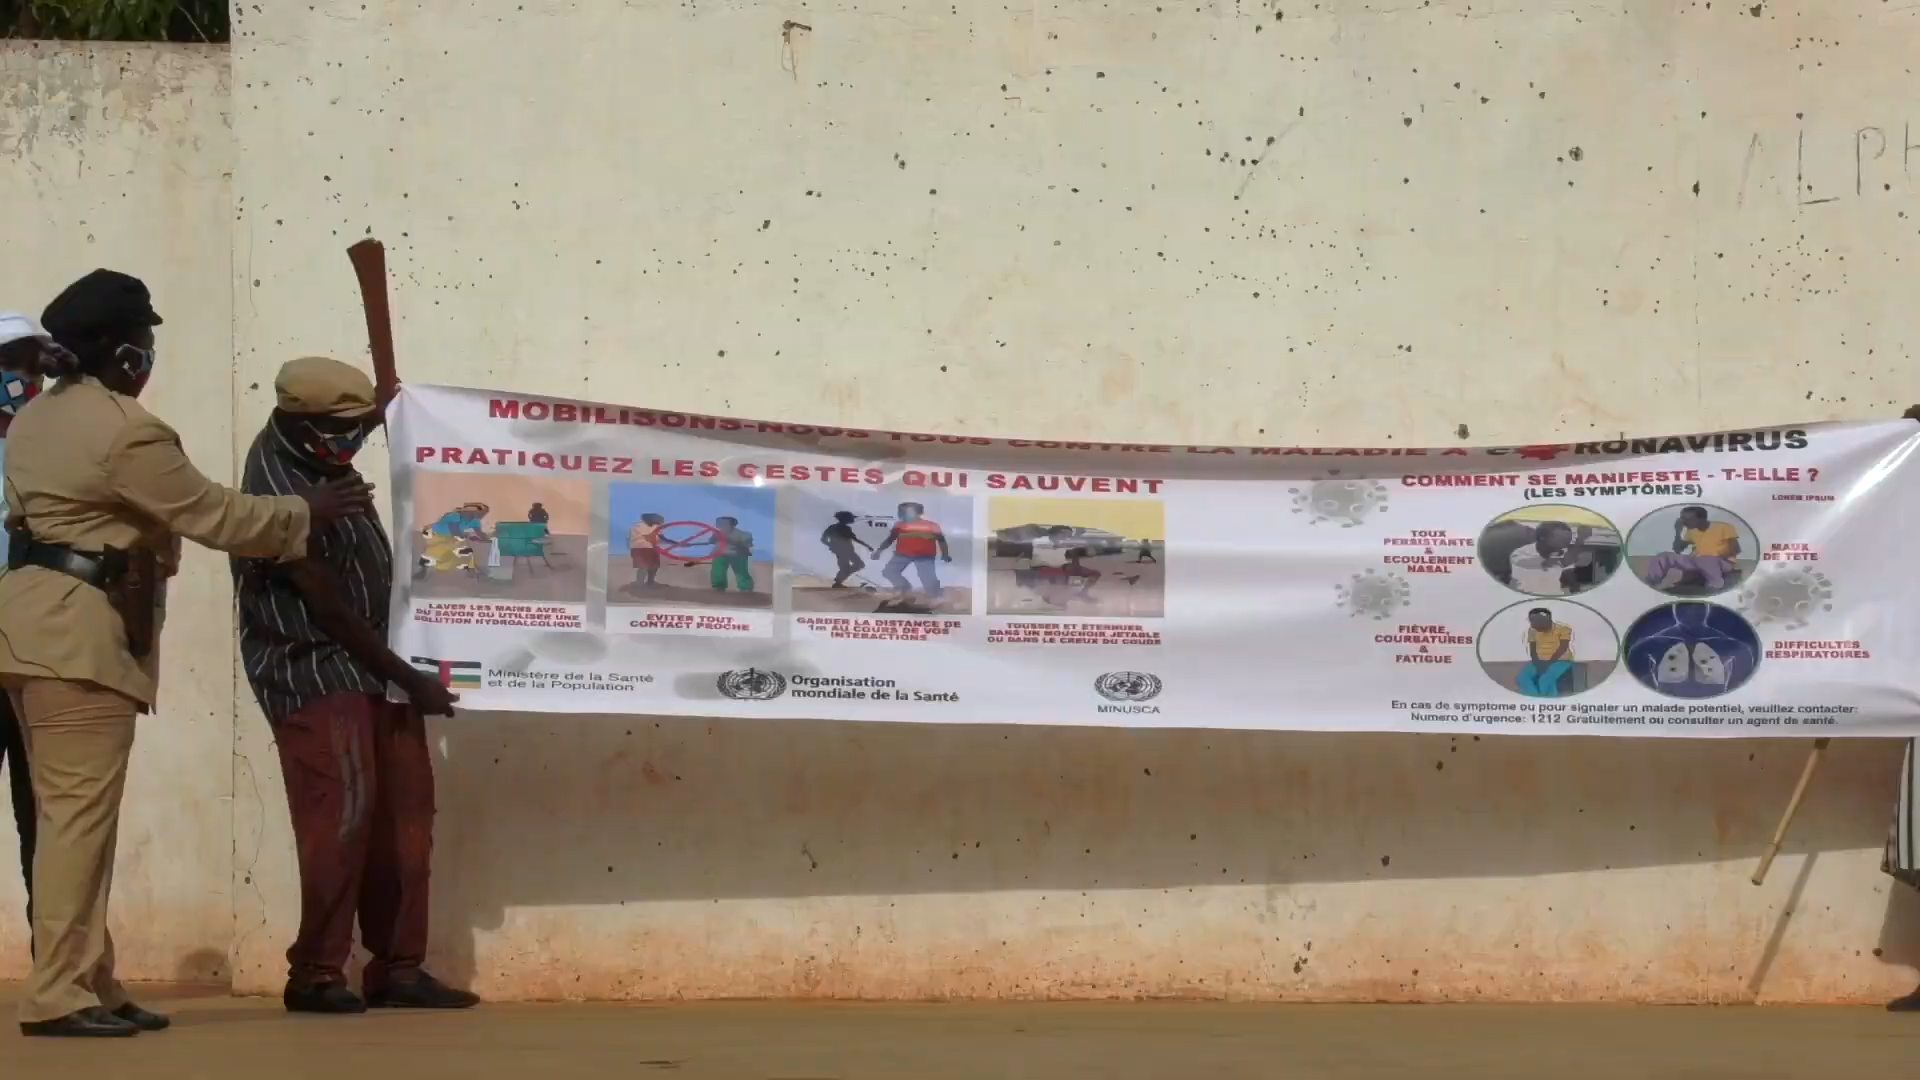 ALPH
MOBILISONS-NOUS TOUS CONTRE LA MALADIE A C RONAVIRUS
PRATIQUEZ LES GESTES QUI SAUVENT
1m
LAVER LES MAINS AVEC
DU SAVON OU UTILISER UNE
SOLUTION HYDROALCOLIQUE
EVITER TOUT
CONTACT PROCHE
GARDER LA DISTANCE DE
1m AU COURS DE VOS
INTERACTIONS
TOUSSER ET ETERNUER
DANS UN MOUCHOIR JETABLE
OU DANS LE CREUX DU COUDE
Ministère de la Santé
et de la Population
Organisation
mondiale de la Santé
MINUSCA
COMMENT SE MANIFESTE - T-ELLE ?
(LES SYMPTÔMES)
LOREM IPSUM
TOUX
PERSISTANTE
&
ECOULEMENT
NASAL
MAUX
DE TETE
FIÈVRE,
COURBATURES
&
FATIGUE
DIFFICULTÉS
RESPIRATOIRES
En cas de symptome ou pour signaler un malade potentiel, veuillez contacter:
Numero d'urgence: 1212 Gratuitement ou consulter un agent de santé.